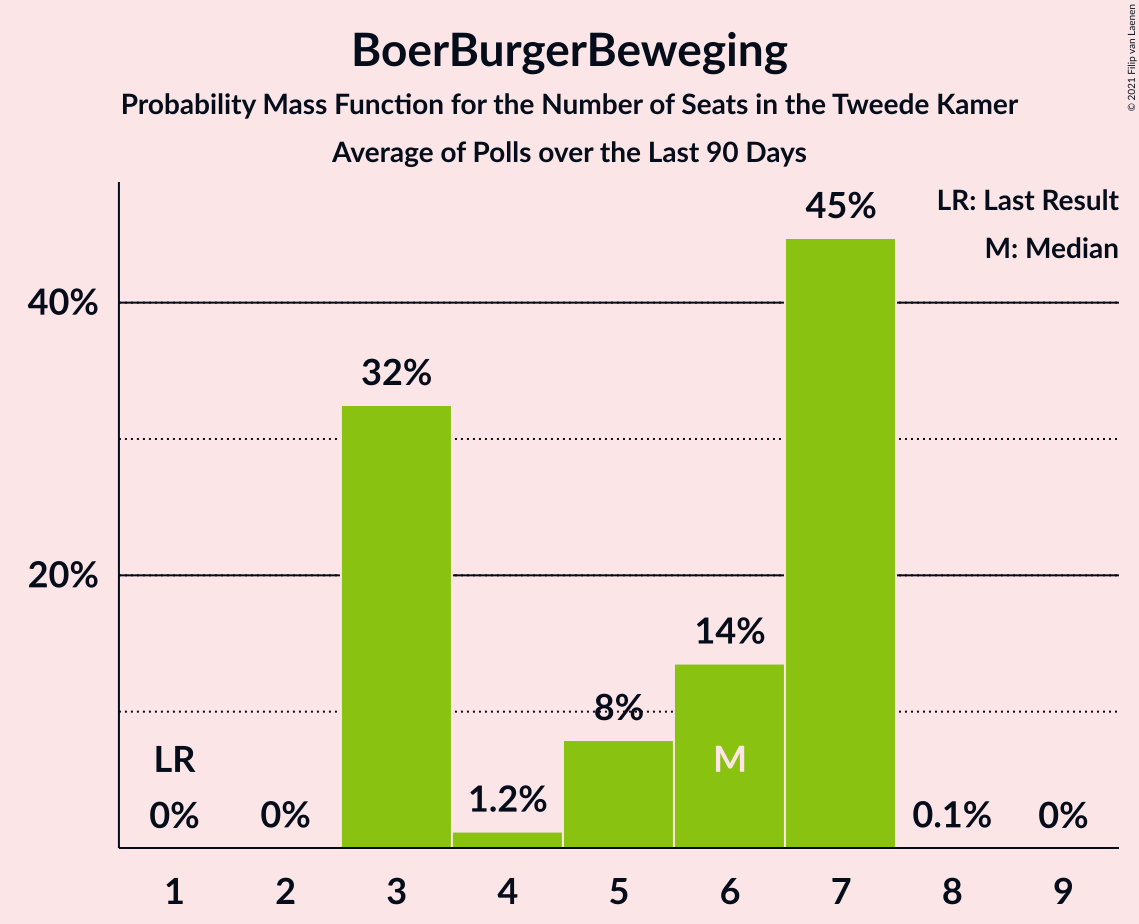 BoerBurgerBeweging
Probability Mass Function for the Number of Seats in the Tweede Kamer
Average of Polls over the Last 90 Days
© 2021 Filip van Laenen
LR: Last Result
M: Median
45%
40%
32%
20%
14%
8%
M
LR
1.2%
0%
0%
0.1%
0%
1 2 3 4 5 6 7 8 9